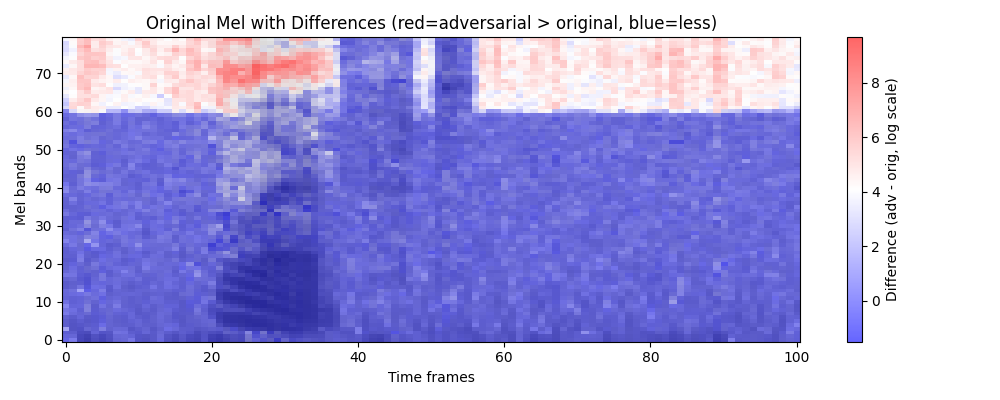 Original Mel with Differences (red=adversarial > original, blue=less)
Mel bands
70
60
50
40
30
20
10
0
0 20 40 60 80 100
Time frames
8
6
4
2
0
Difference (adv - orig, log scale)